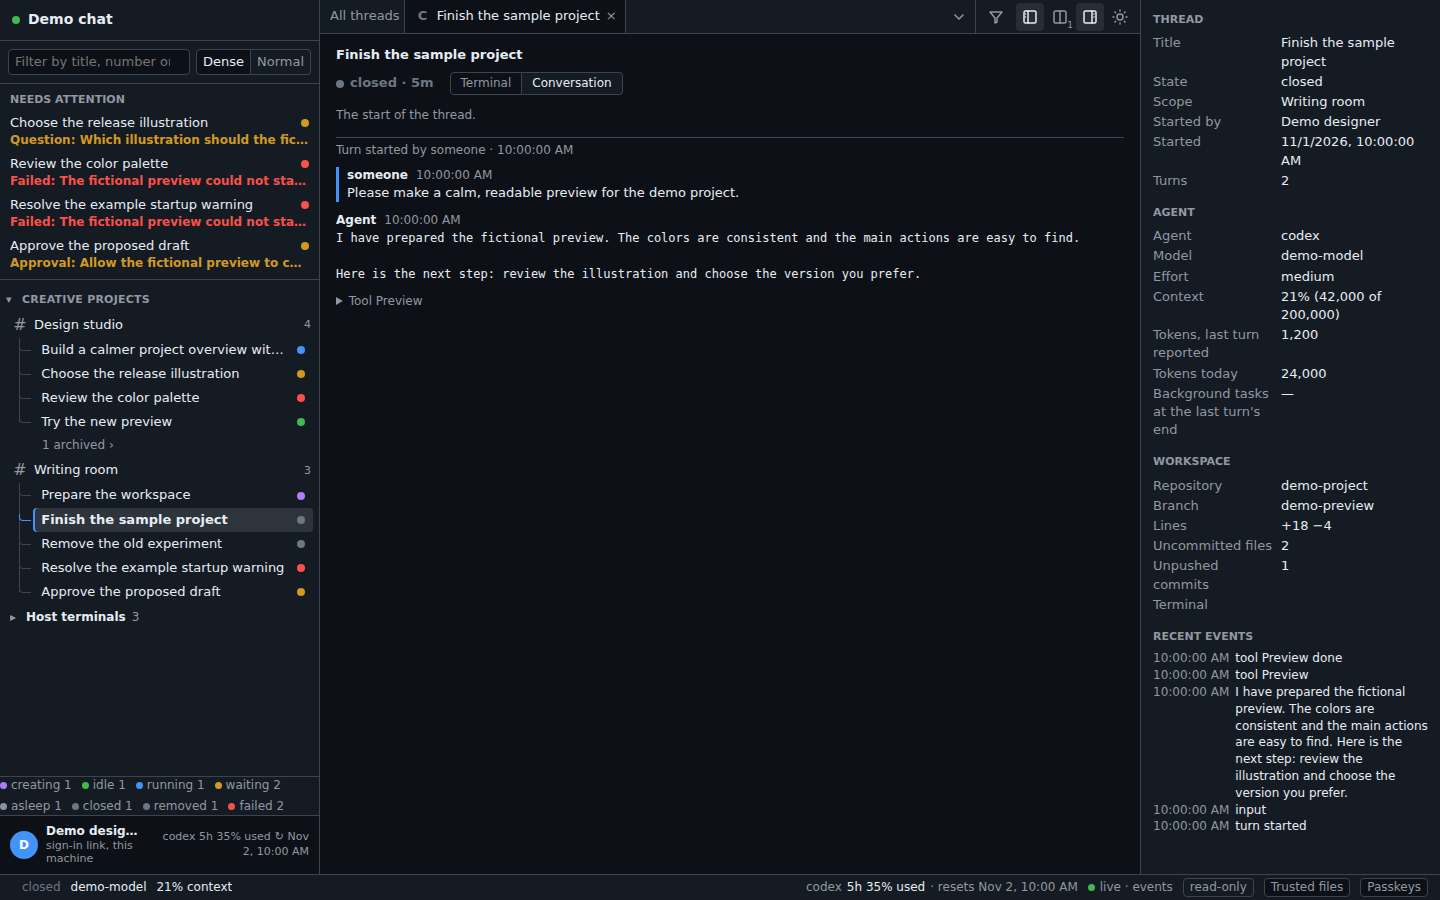 Demo chat
Filter by title, number or
Dense Normal
NEEDS ATTENTION
Choose the release illustration
Question: Which illustration should the fic…
Review the color palette
Failed: The fictional preview could not sta…
Resolve the example startup warning
Failed: The fictional preview could not sta…
Approve the proposed draft
Approval: Allow the fictional preview to c…
CREATIVE PROJECTS
# Design studio 4
Build a calmer project overview wit…
Choose the release illustration
Review the color palette
Try the new preview
1 archived ›
# Writing room 3
Prepare the workspace
Finish the sample project
Remove the old experiment
Resolve the example startup warning
Approve the proposed draft
Host terminals 3
creating 1 idle 1 running 1 waiting 2
asleep 1 closed 1 removed 1 failed 2
D
Demo desig…
sign-in link, this
machine
codex 5h 35% used ↻ Nov
2, 10:00 AM
All threads
C Finish the sample project ×
1
Finish the sample project
closed · 5m
Terminal Conversation
The start of the thread.
Turn started by someone · 10:00:00 AM
someone 10:00:00 AM
Please make a calm, readable preview for the demo project.
Agent 10:00:00 AM
I have prepared the fictional preview. The colors are consistent and the main actions are easy to find.
Here is the next step: review the illustration and choose the version you prefer.
Tool Preview
THREAD
Title Finish the sample
project
State closed
Scope Writing room
Started by Demo designer
Started 11/1/2026, 10:00:00
AM
Turns 2
AGENT
Agent codex
Model demo-model
Effort medium
Context 21% (42,000 of
200,000)
Tokens, last turn 1,200
reported
Tokens today 24,000
Background tasks —
at the last turn's
end
WORKSPACE
Repository demo-project
Branch demo-preview
Lines +18 −4
Uncommitted files 2
Unpushed 1
commits
Terminal
RECENT EVENTS
10:00:00 AM tool Preview done
10:00:00 AM tool Preview
10:00:00 AM I have prepared the fictional
preview. The colors are
consistent and the main actions
are easy to find. Here is the
next step: review the
illustration and choose the
version you prefer.
10:00:00 AM input
10:00:00 AM turn started
closed demo-model 21% context
codex 5h 35% used · resets Nov 2, 10:00 AM
live · events
read-only
Trusted files
Passkeys